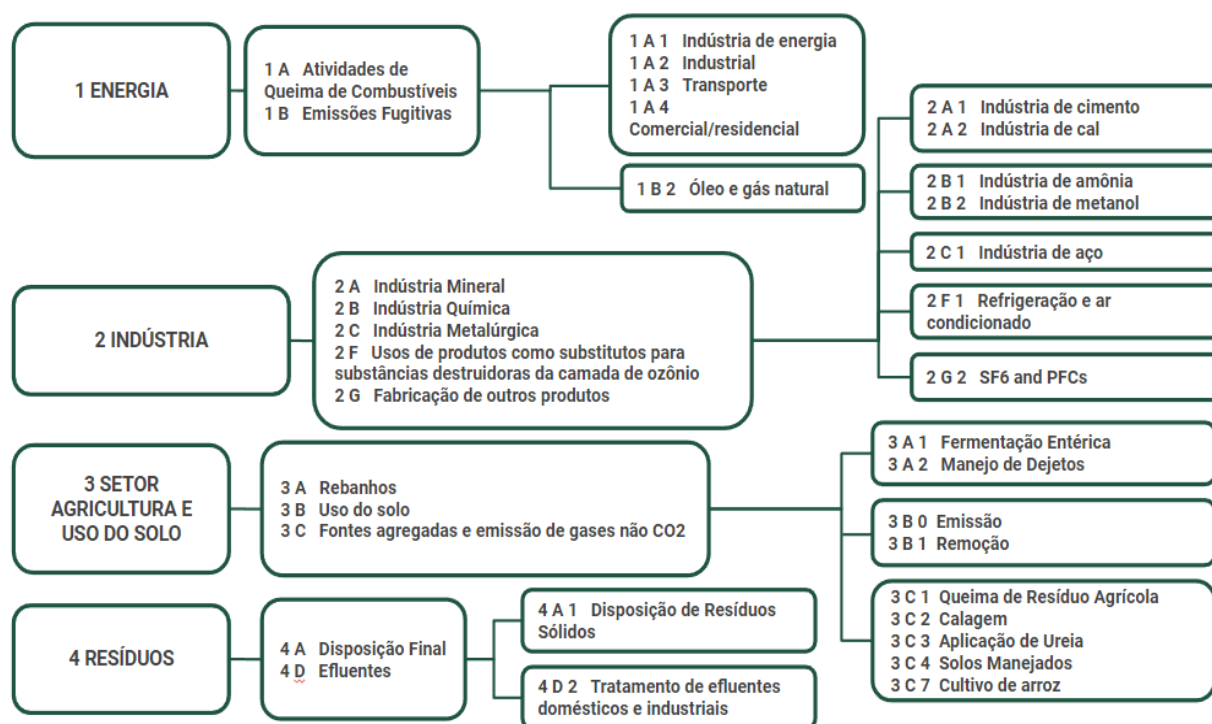 1 ENERGIA
1 A Atividades de
Queima de Combustíveis
1 B Emissões Fugitivas
1 A 1 Indústria de energia
1 A 2 Industrial
1 A 3 Transporte
1 A 4
Comercial/residencial
1 B 2 Óleo e gás natural
2 INDÚSTRIA
2 A Indústria Mineral
2 B Indústria Química
2 C Indústria Metalúrgica
2 F Usos de produtos como substitutos para
substâncias destruidoras da camada de ozônio
2 G Fabricação de outros produtos
2 A 1 Indústria de cimento
2 A 2 Indústria de cal
2 B 1 Indústria de amônia
2 B 2 Indústria de metanol
2 C 1 Indústria de aço
2 F 1 Refrigeração e ar
condicionado
2 G 2 SF6 and PFCs
3 SETOR
AGRICULTURA E
USO DO SOLO
3 A Rebanhos
3 B Uso do solo
3 C Fontes agregadas e emissão de gases não CO2
3 A 1 Fermentação Entérica
3 A 2 Manejo de Dejetos
3 B 0 Emissão
3 B 1 Remoção
3 C 1 Queima de Resíduo Agrícola
3 C 2 Calagem
3 C 3 Aplicação de Ureia
3 C 4 Solos Manejados
3 C 7 Cultivo de arroz
4 RESÍDUOS
4 A Disposição Final
4 D Efluentes
4 A 1 Disposição de Resíduos
Sólidos
4 D 2 Tratamento de efluentes
domésticos e industriais